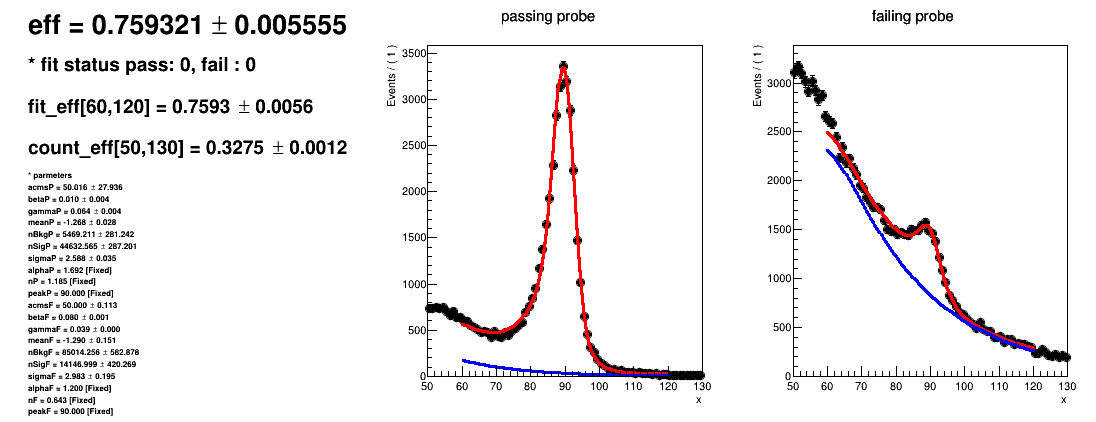 eff = 0.759321 ± 0.005555
* fit status pass: 0, fail : 0
fit_eff[60,120] = 0.7593 ± 0.0056
count_eff[50,130] = 0.3275 ± 0.0012
* parmeters
acmsP = 50.016 ± 27.936
betaP = 0.010 ± 0.004
gammaP = 0.064 ± 0.004
meanP = -1.268 ± 0.028
nBkgP = 5469.211 ± 281.242
nSigP = 44632.565 ± 287.201
sigmaP = 2.588 ± 0.035
alphaP = 1.692 [Fixed]
nP = 1.185 [Fixed]
peakP = 90.000 [Fixed]
acmsF = 50.000 ± 0.113
betaF = 0.080 ± 0.001
gammaF = 0.039 ± 0.000
meanF = -1.290 ± 0.151
nBkgF = 85014.256 ± 582.878
nSigF = 14146.999 ± 420.269
sigmaF = 2.983 ± 0.195
alphaF = 1.200 [Fixed]
nF = 0.643 [Fixed]
peakF = 90.000 [Fixed]
passing probe
Events / ( 1 )
3500
3000
2500
2000
1500
1000
500
0
50 60 70 80 90 100 110 120 130
x
failing probe
Events / ( 1 )
3000
2500
2000
1500
1000
500
0
50 60 70 80 90 100 110 120 130
x